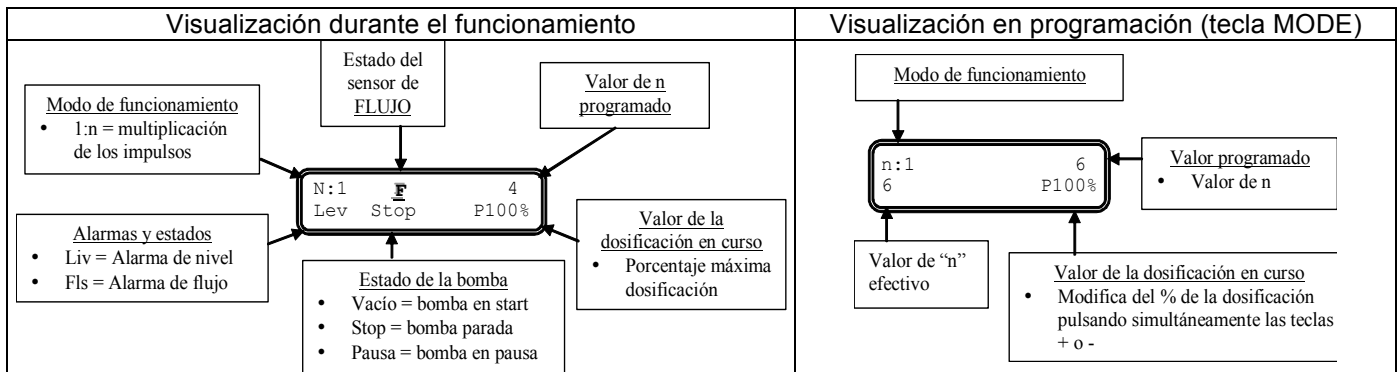 Visualización durante el funcionamiento
Visualización en programación (tecla MODE)
Estado del
sensor de
FLUJO
Valor de n
programado
Modo de funcionamiento
• 1:n = multiplicación
de los impulsos
N:1 F 4
Lev Stop P100%
Alarmas y estados
• Liv = Alarma de nivel
• Fls = Alarma de flujo
Estado de la bomba
• Vacío = bomba en start
• Stop = bomba parada
• Pausa = bomba en pausa
Valor de la
dosificación en curso
• Porcentaje máxima
dosificación
Modo de funcionamiento
n:1 6
6 P100%
Valor programado
• Valor de n
Valor de “n”
efectivo
Valor de la dosificación en curso
• Modifica del % de la dosificación
pulsando simultáneamente las teclas
+ o -